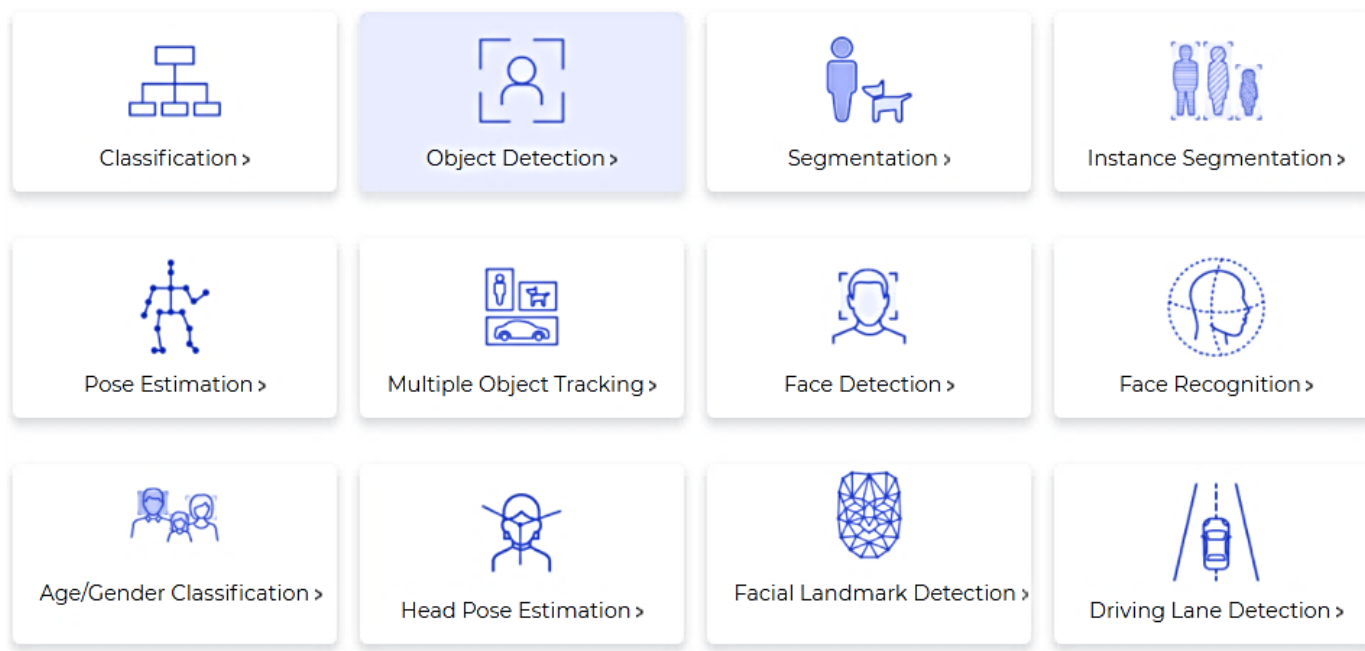 Classification >
Object Detection >
Segmentation >
Instance Segmentation >
Pose Estimation >
Multiple Object Tracking >
Face Detection >
Face Recognition >
Age/Gender Classification >
Head Pose Estimation >
Facial Landmark Detection >
Driving Lane Detection >